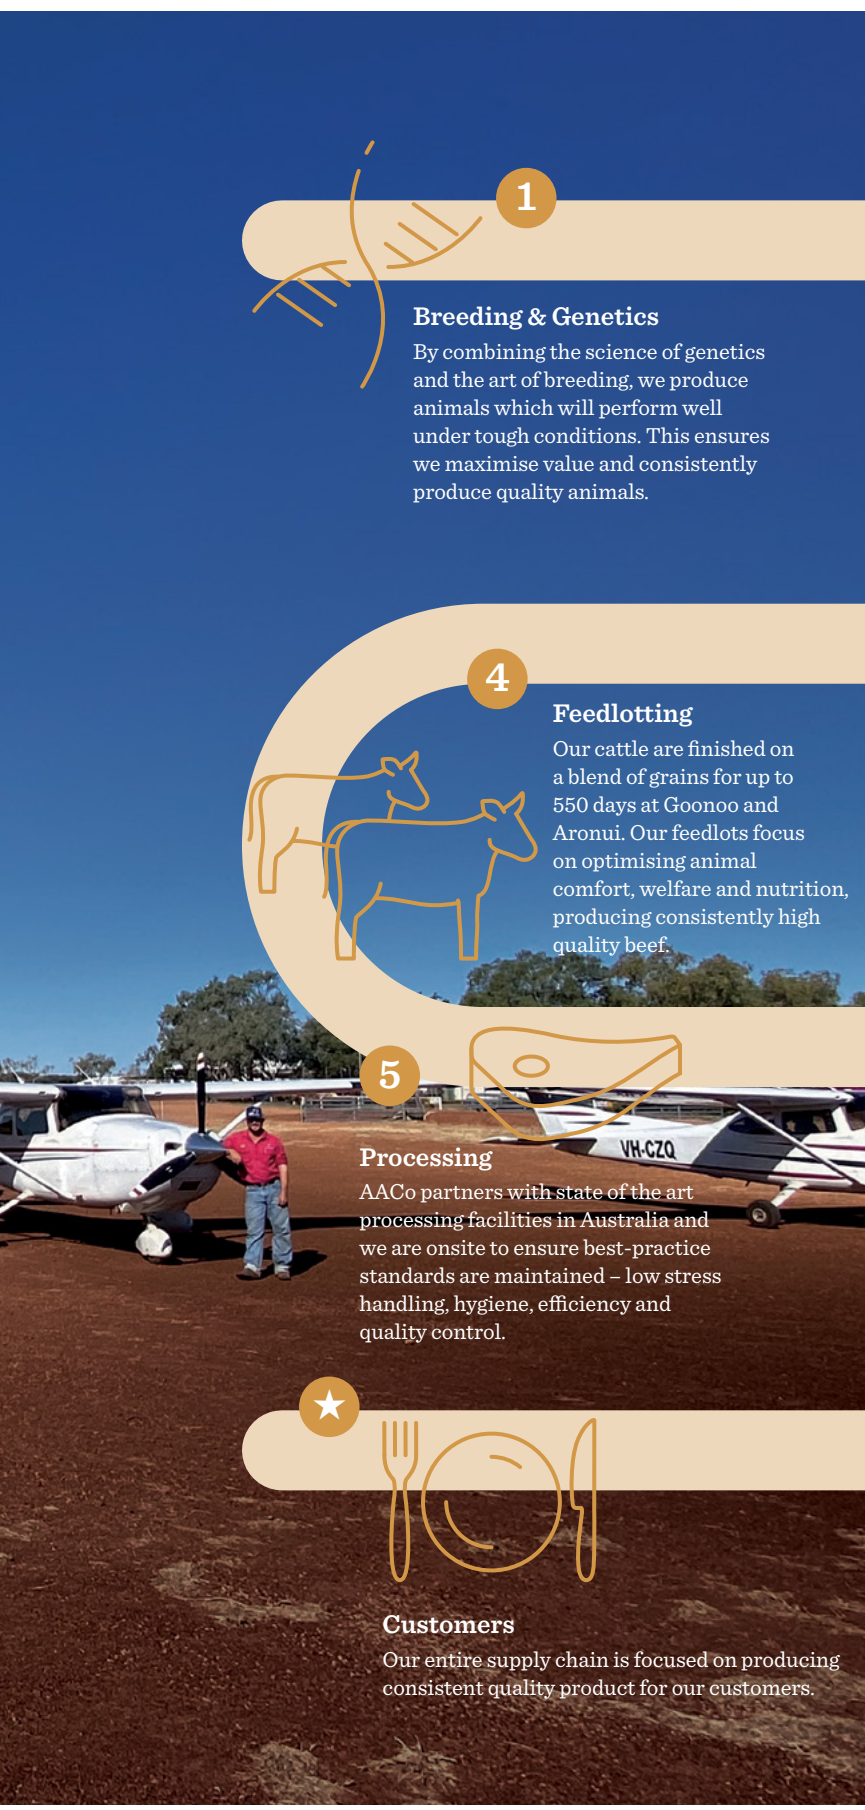 1
Breeding & Genetics
By combining the science of genetics
and the art of breeding, we produce
animals which will perform well
under tough conditions. This ensures
we maximise value and consistently
produce quality animals.
4
Feedlotting
Our cattle are finished on
a blend of grains for up to
550 days at Goonoo and
Aronui. Our feedlots focus
on optimising animal
comfort, welfare and nutrition,
producing consistently high
quality beef.
5
VH-CZQ
Processing
AACo partners with state of the art
processing facilities in Australia and
we are onsite to ensure best-practice
standards are maintained – low stress
handling, hygiene, efficiency and
quality control.
Customers
Our entire supply chain is focused on producing
consistent quality product for our customers.